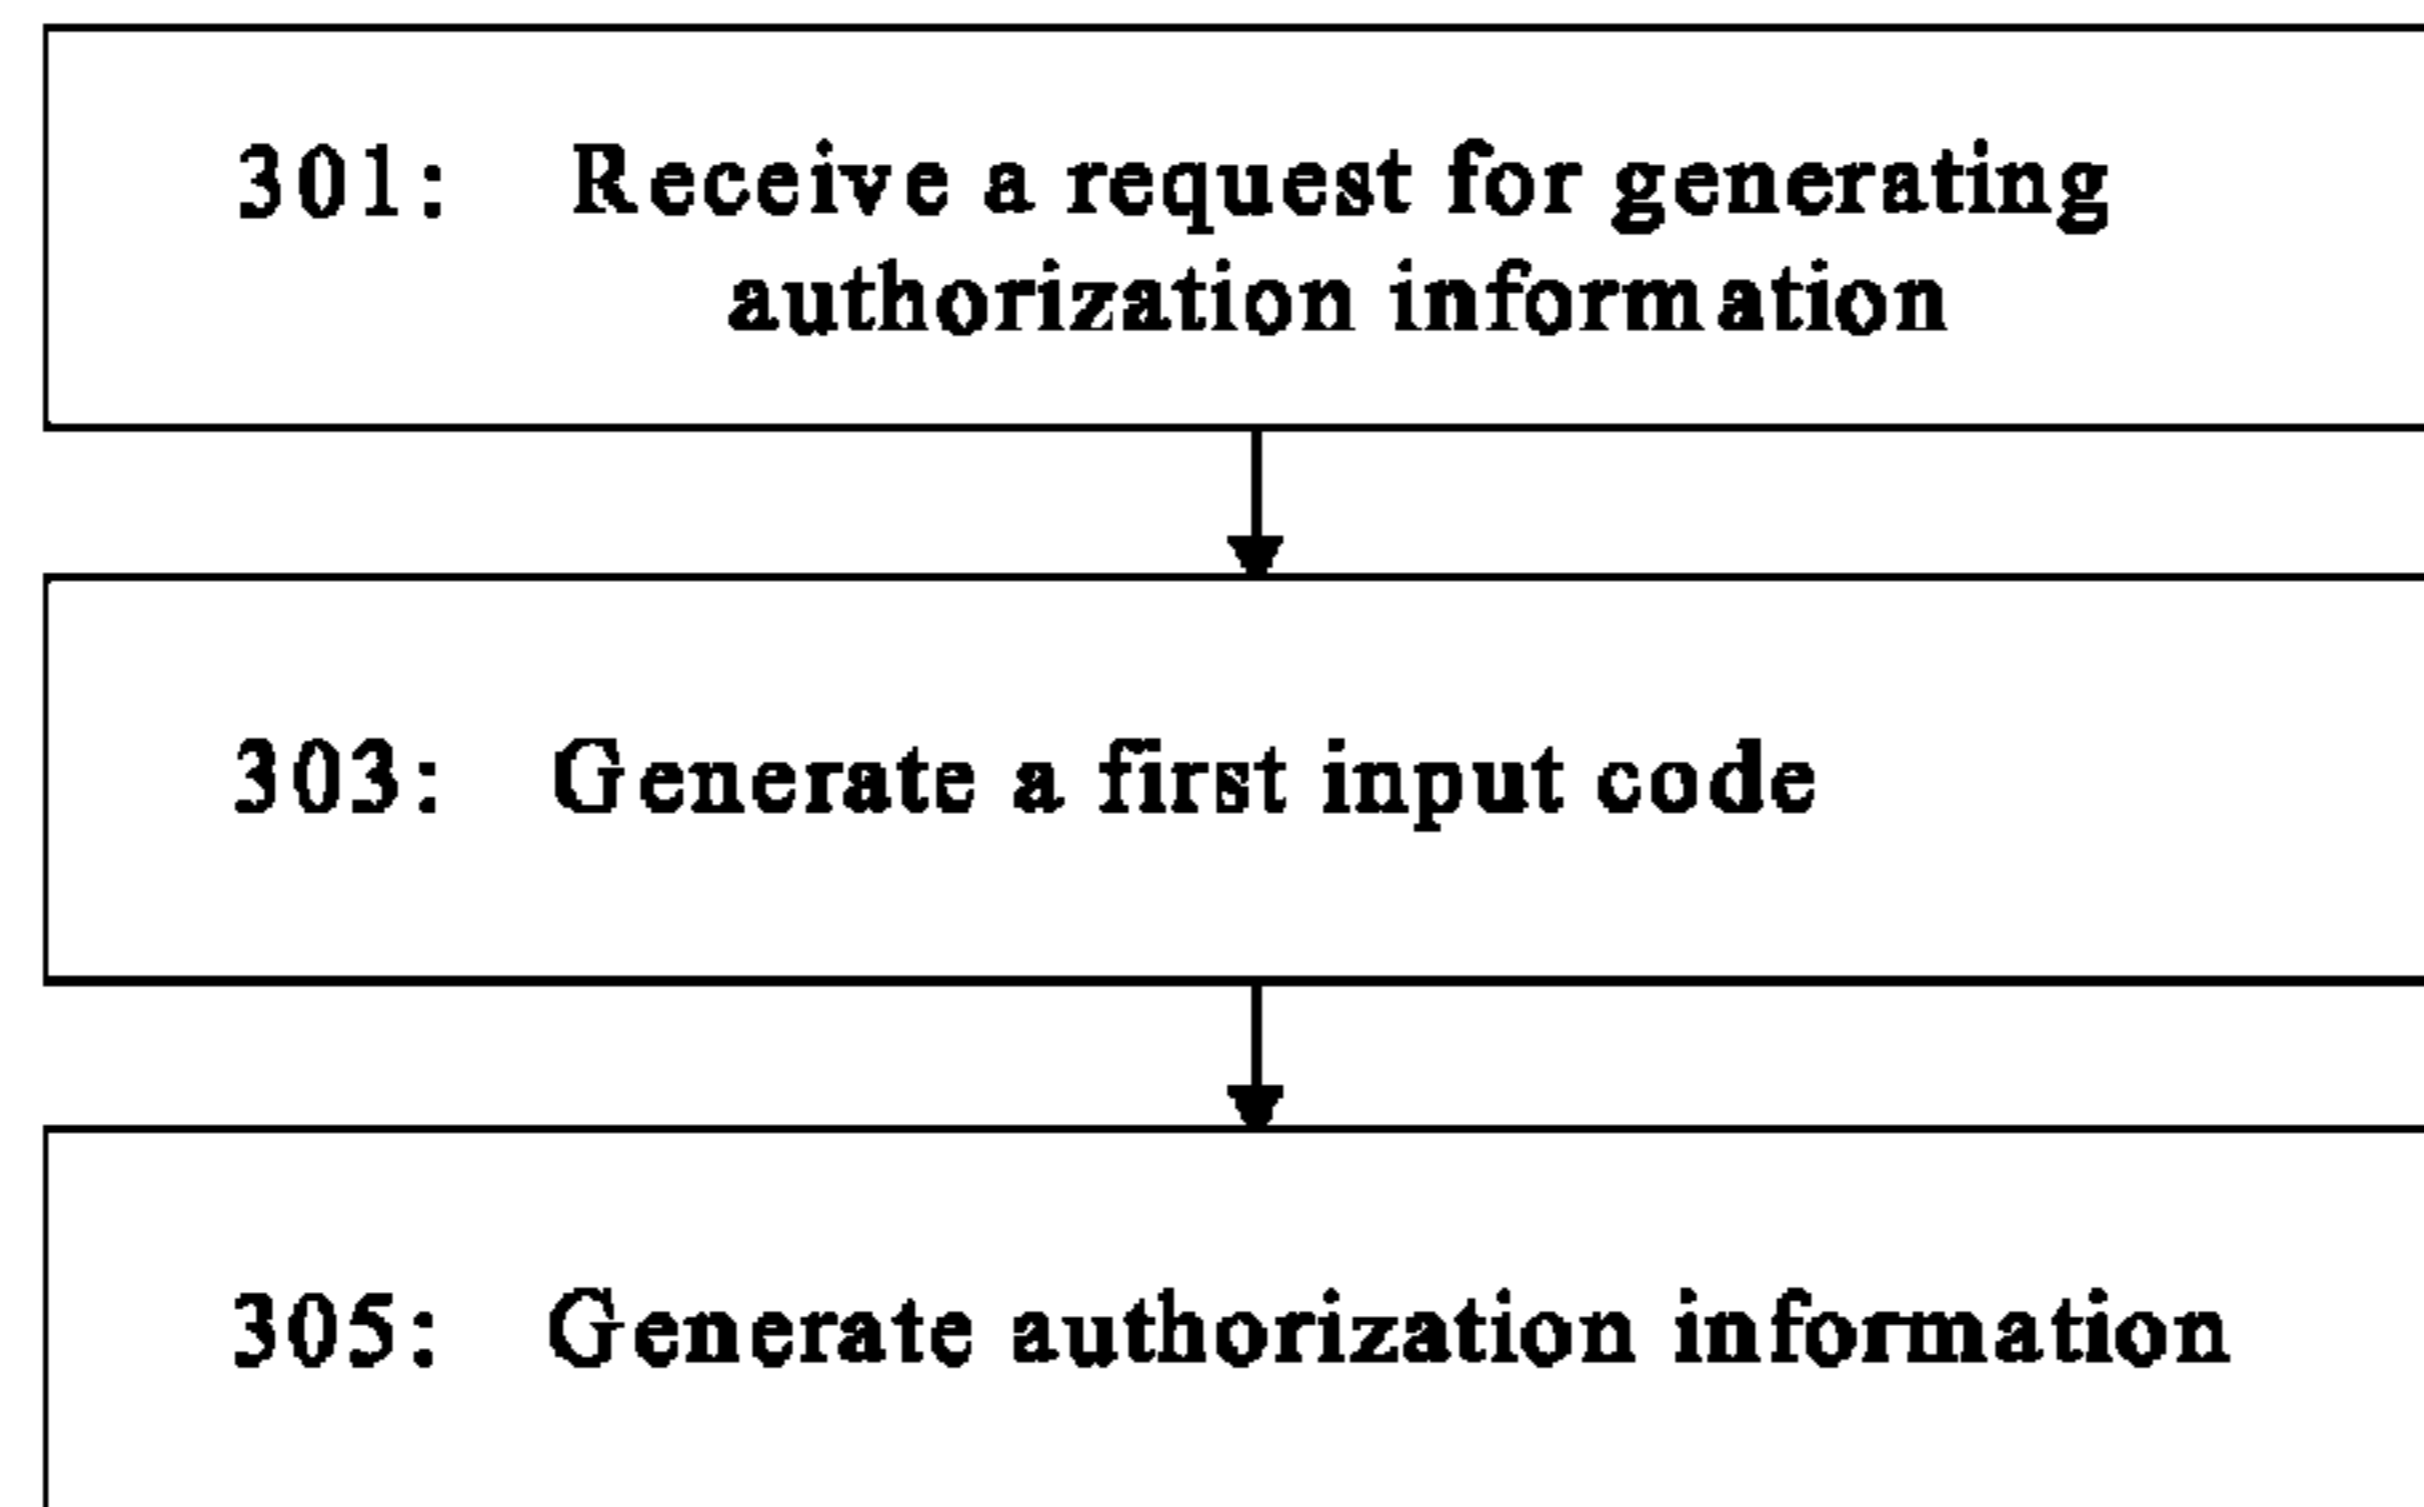 301: Receive a request for generating
authorization information
303: Generate a first input code
305: Generate authorization information